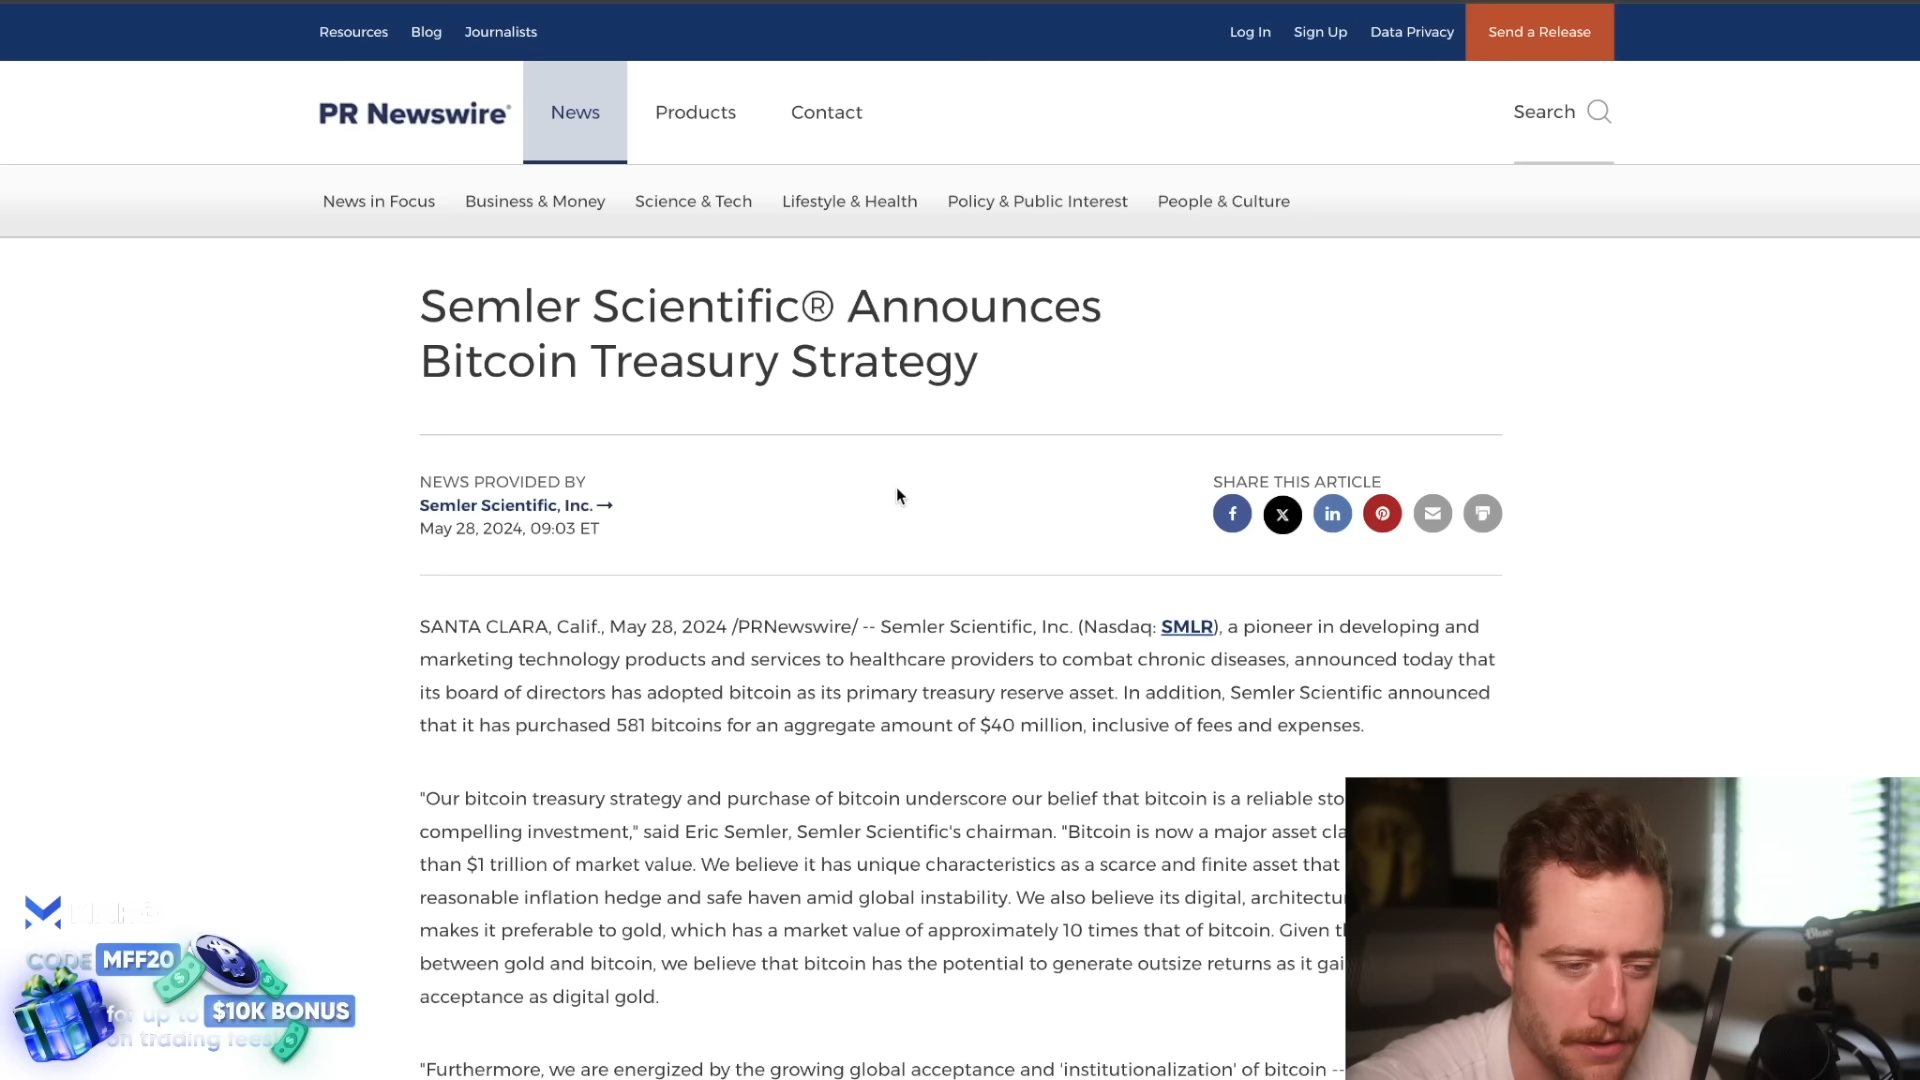 Resources Blog Journalists Log In Sign Up Data Privacy Send a Release
PR Newswire® News Products Contact Search
News in Focus Business & Money Science & Tech Lifestyle & Health Policy & Public Interest People & Culture
Semler Scientific® Announces
Bitcoin Treasury Strategy
NEWS PROVIDED BY
Semler Scientific, Inc. →
May 28, 2024, 09:03 ET
SHARE THIS ARTICLE
SANTA CLARA, Calif., May 28, 2024 /PRNewswire/ -- Semler Scientific, Inc. (Nasdaq: SMLR), a pioneer in developing and
marketing technology products and services to healthcare providers to combat chronic diseases, announced today that
its board of directors has adopted bitcoin as its primary treasury reserve asset. In addition, Semler Scientific announced
that it has purchased 581 bitcoins for an aggregate amount of $40 million, inclusive of fees and expenses.
"Our bitcoin treasury strategy and purchase of bitcoin underscore our belief that bitcoin is a reliable sto
compelling investment," said Eric Semler, Semler Scientific's chairman. "Bitcoin is now a major asset cla
than $1 trillion of market value. We believe it has unique characteristics as a scarce and finite asset that
reasonable inflation hedge and safe haven amid global instability. We also believe its digital, architectu
makes it preferable to gold, which has a market value of approximately 10 times that of bitcoin. Given t
between gold and bitcoin, we believe that bitcoin has the potential to generate outsize returns as it gai
acceptance as digital gold.
"Furthermore, we are energized by the growing global acceptance and 'institutionalization' of bitcoin --
CODE MFF20
for up to $10K BONUS
on trading fees